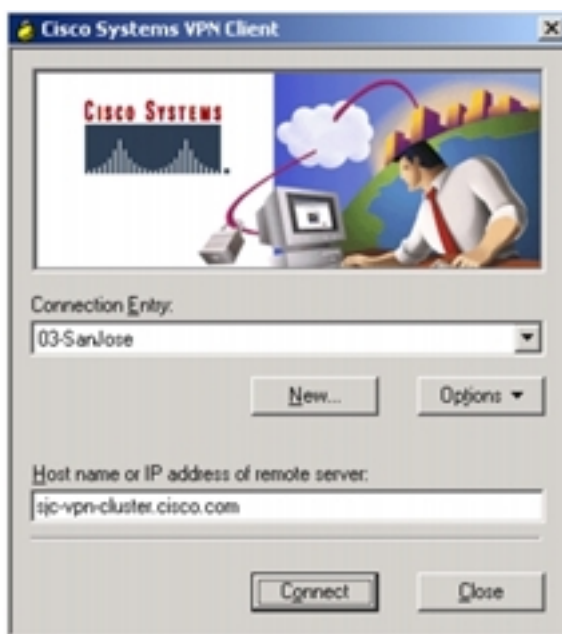 Cisco Systems VPN Client
CISCO SYSTEMS
Connection Entry:
03-SanJose
New...
Options
Host name or IP address of remote server:
sjc-vpn-cluster.cisco.com
Connect
Close